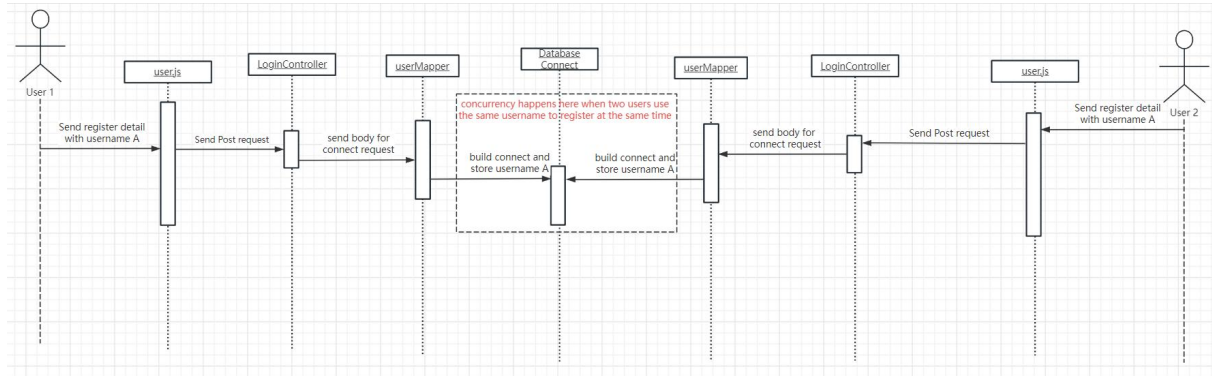 User 1
user.js
LoginController
userMapper
Database
Connect
userMapper
LoginController
user.js
User 2
concurrency happens here when two users use
the same username to register at the same time
Send register detail
with username A
Send Post request
send body for
connect request
build connect and
store username A
build connect and
store username A
send body for
connect request
Send Post request
Send register detail
with username A